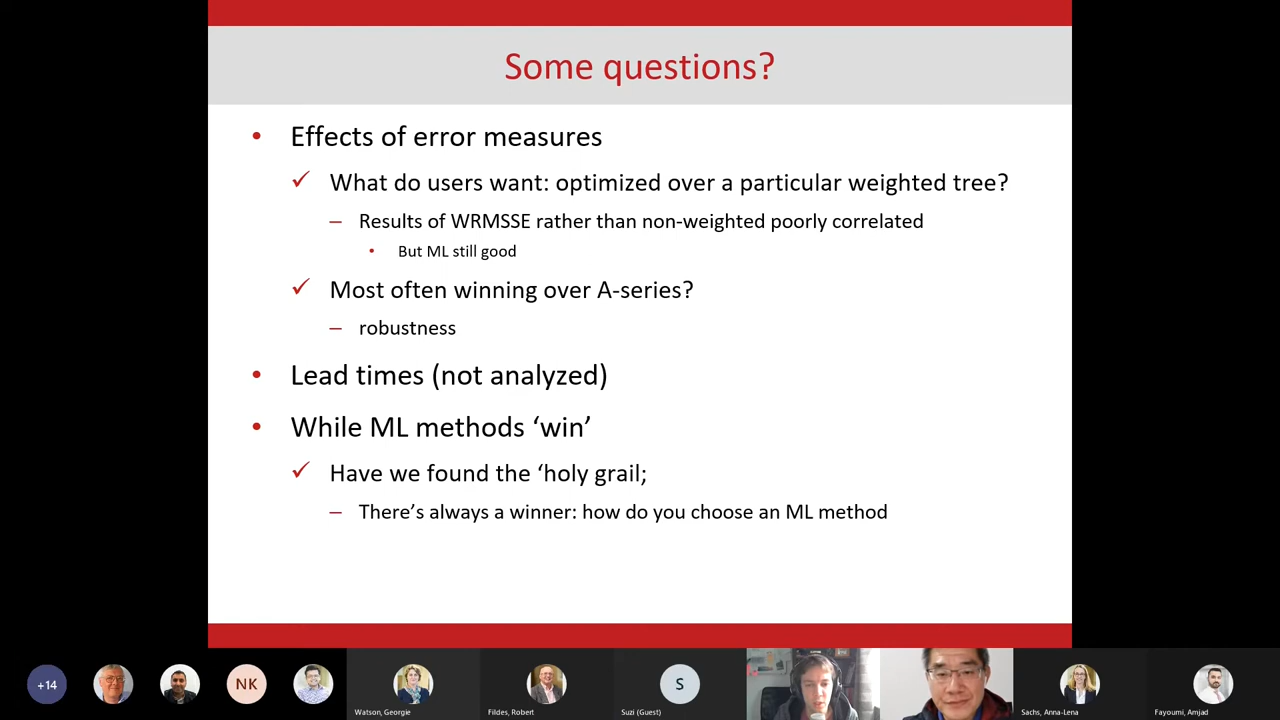 Some questions?
• Effects of error measures
✓ What do users want: optimized over a particular weighted tree?
– Results of WRMSSE rather than non-weighted poorly correlated
• But ML still good
✓ Most often winning over A-series?
– robustness
• Lead times (not analyzed)
• While ML methods ‘win’
✓ Have we found the ‘holy grail;
– There’s always a winner: how do you choose an ML method
+14
NK
S
Watson, Georgie
Fildes, Robert
Suzi (Guest)
Sachs, Anna-Lena
Fayoumi, Amjad